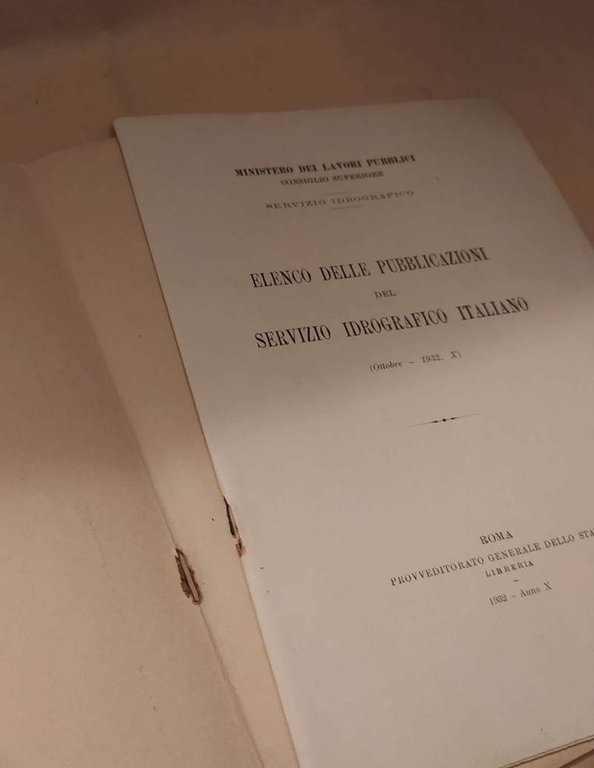 MINISTERO DEI LAVORI PUBBLICI
CONSIGLIO SUPERIORE
SERVIZIO IDROGRAFICO
ELENCO DELLE PUBBLICAZIONI
DEL
SERVIZIO IDROGRAFICO ITALIANO
(Ottobre - 1932. X)
ROMA
PROVVEDITORATO GENERALE DELLO STA
LIBRERIA
1932 - Anno X